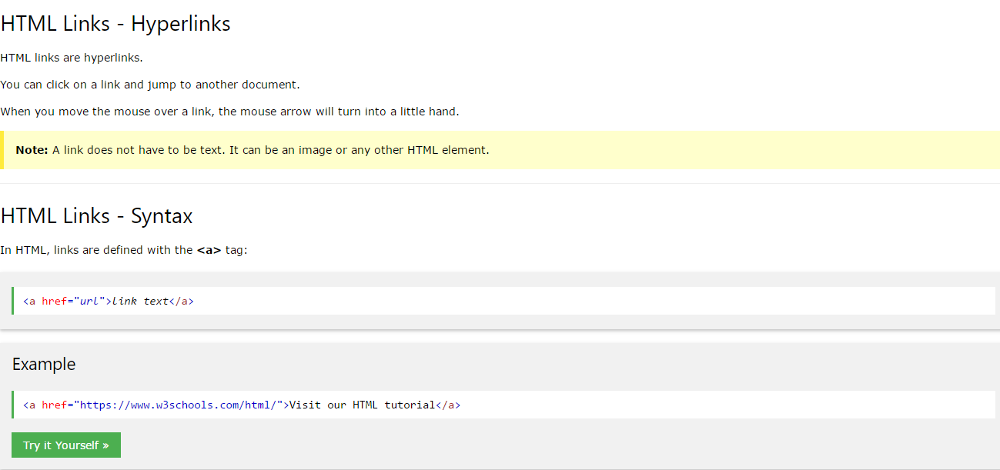 HTML Links - Hyperlinks
HTML links are hyperlinks.
You can click on a link and jump to another document.
When you move the mouse over a link, the mouse arrow will turn into a little hand.
Note: A link does not have to be text. It can be an image or any other HTML element.
HTML Links - Syntax
In HTML, links are defined with the <a> tag:
<a href="url">link text</a>
Example
<a href="https://www.w3schools.com/html/">Visit our HTML tutorial</a>
Try it Yourself »